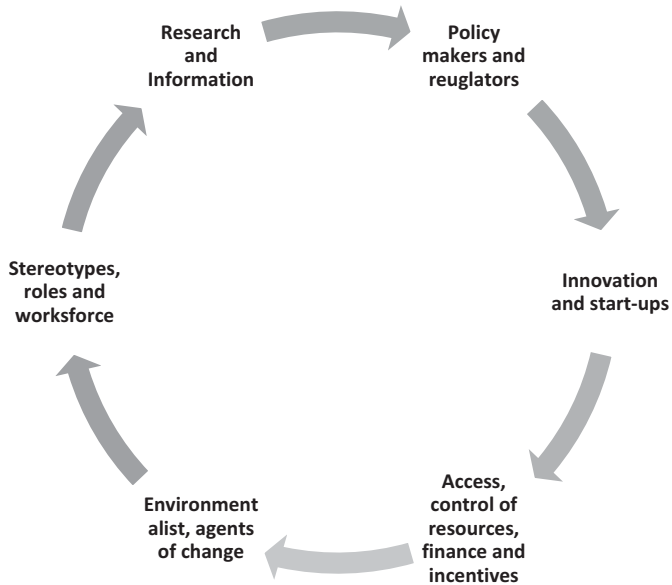 Research
and
Information
Policy
makers and
reuglators
Innovation
and start-ups
Access,
control of
resources,
finance and
incentives
Environment
alist, agents
of change
Stereotypes,
roles and
worksforce